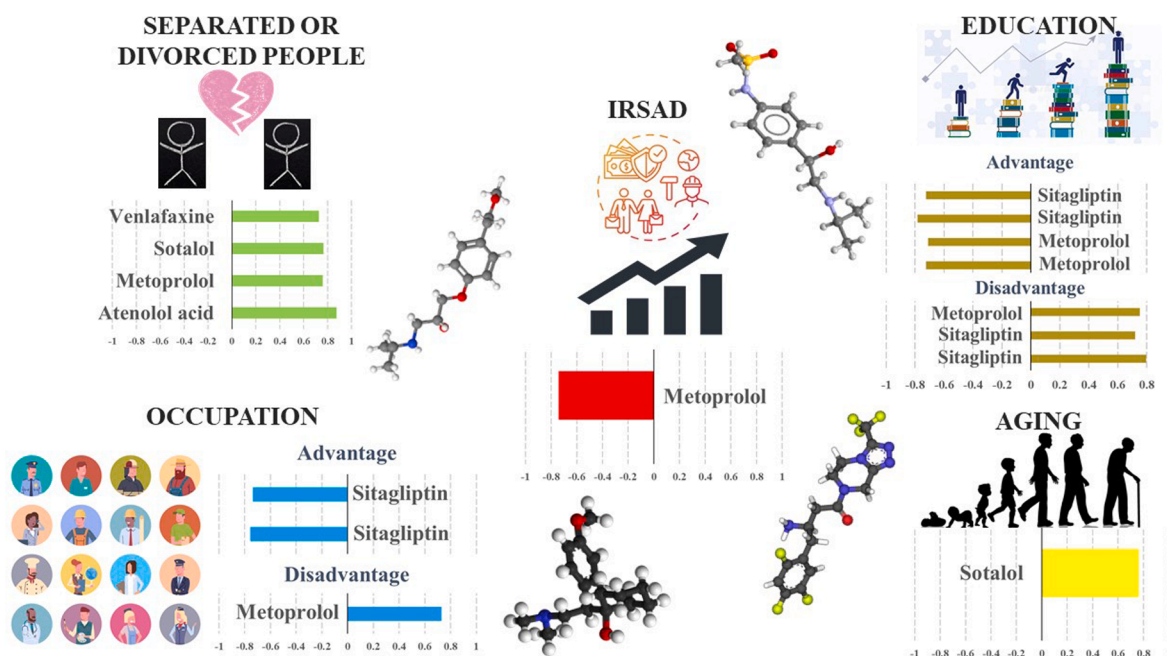 SEPARATED OR
DIVORCED PEOPLE
Venlafaxine
Sotalol
Metoprolol
Atenolol acid
-1 -0.8 -0.6 -0.4 -0.2 0 0.2 0.4 0.6 0.8 1
IRSAD
Metoprolol
-1 -0.8 -0.6 -0.4 -0.2 0 0.2 0.4 0.6 0.8 1
EDUCATION
Advantage
Sitagliptin
Sitagliptin
Metoprolol
Metoprolol
Disadvantage
Metoprolol
Sitagliptin
Sitagliptin
-1 -0.8 -0.6 -0.4 -0.2 0 0.2 0.4 0.6 0.8
OCCUPATION
Advantage
Sitagliptin
Sitagliptin
Disadvantage
Metoprolol
-1 -0.8 -0.6 -0.4 -0.2 0 0.2 0.4 0.6 0.8 1
AGING
Sotalol
-1 -0.8 -0.6 -0.4 -0.2 0 0.2 0.4 0.6 0.8 1